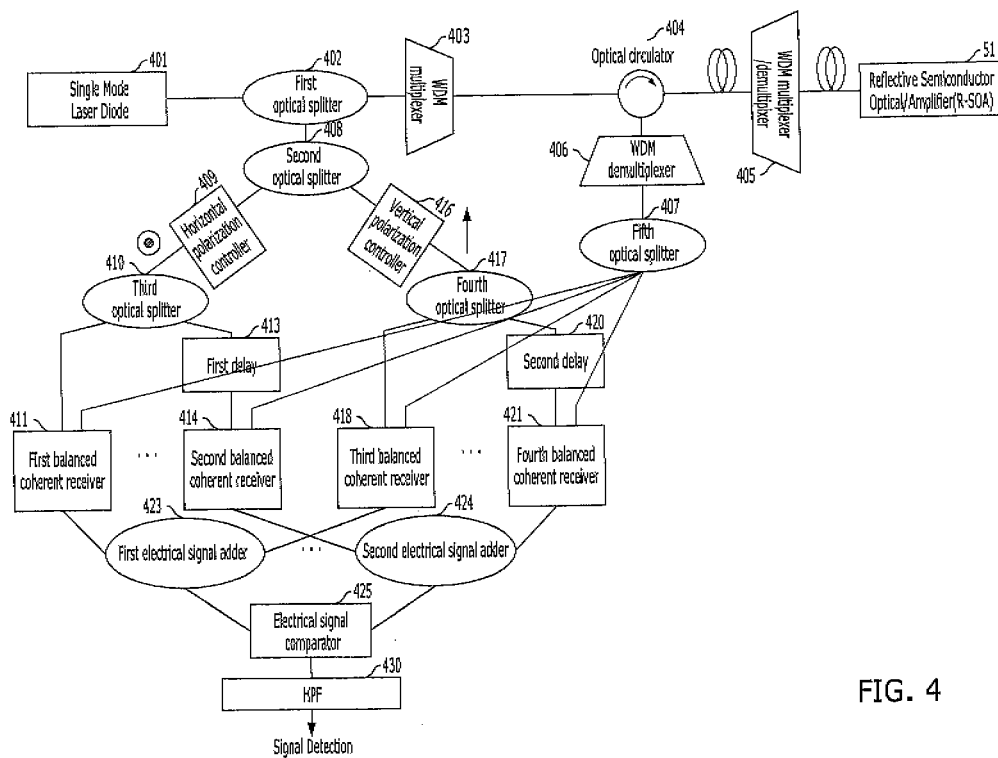 401
Single Mode
Laser Diode
402
First
optical splitter
403
WDM
multiplexer
404
Optical circulator
WDM multiplexer
/demultipixer
405
51
Reflective Semiconductor
Optical/Amplifier(R-SOA)
406
WDM
demultiplexer
407
Fifth
optical splitter
408
Second
optical splitter
409
Horizontal
polarization
controller
416
Vertical
polarization
controller
410
Third
optical splitter
417
Fourth
optical splitter
413
First delay
420
Second delay
411
First balanced
coherent receiver
...
414
Second balanced
coherent receiver
418
Third balanced
coherent receiver
...
421
Fourth balanced
coherent receiver
423
First electrical signal adder
...
424
Second electrical signal adder
425
Electrical signal
comparator
430
Signal Detection
FIG. 4